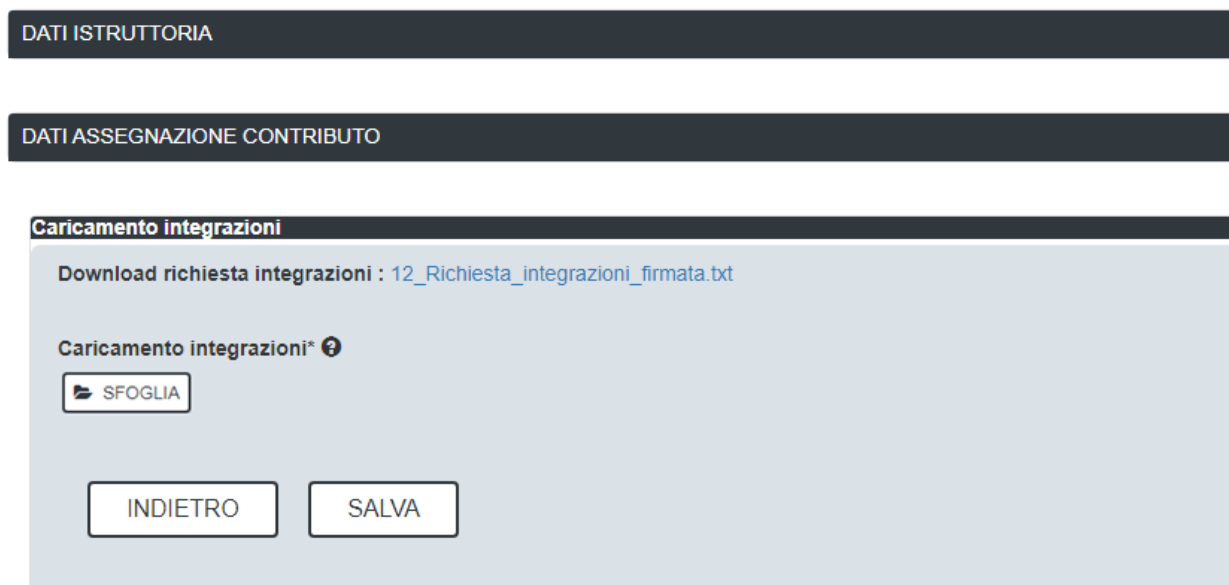 DATI ISTRUTTORIA
DATI ASSEGNAZIONE CONTRIBUTO
Caricamento integrazioni
Download richiesta integrazioni : 12_Richiesta_integrazioni_firmata.txt
Caricamento integrazioni* ?
SFOGLIA
INDIETRO SALVA